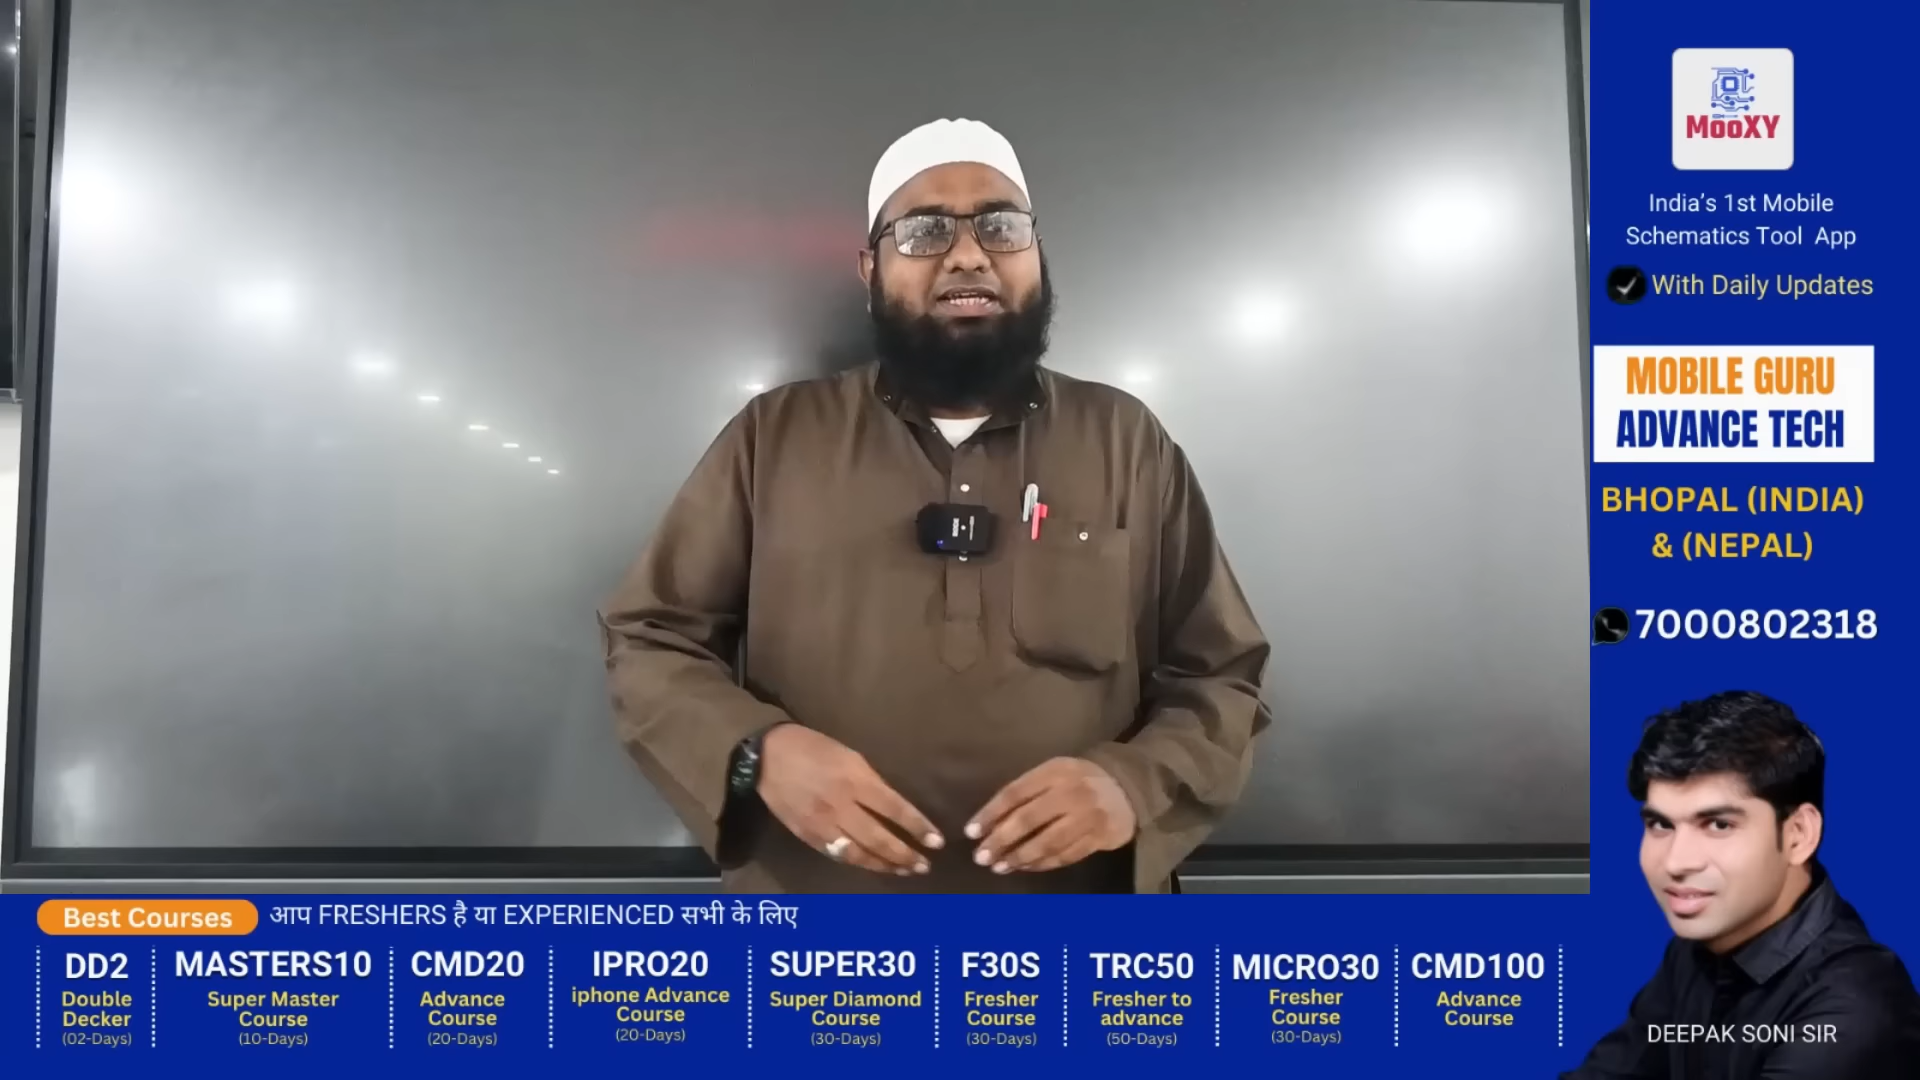 MOOXY
India's 1st Mobile
Schematics Tool App
With Daily Updates
MOBILE GURU
ADVANCE TECH
BHOPAL (INDIA)
& (NEPAL)
7000802318
DEEPAK SONI SIR
Best Courses आप FRESHERS है या EXPERIENCED सभी के लिए
DD2
Double
Decker
(02-Days)
MASTERS10
Super Master
Course
(10-Days)
CMD20
Advance
Course
(20-Days)
IPRO20
iphone Advance
Course
(20-Days)
SUPER30
Super Diamond
Course
(30-Days)
F30S
Fresher
Course
(30-Days)
TRC50
Fresher to
advance
(50-Days)
MICRO30
Fresher
Course
(30-Days)
CMD100
Advance
Course